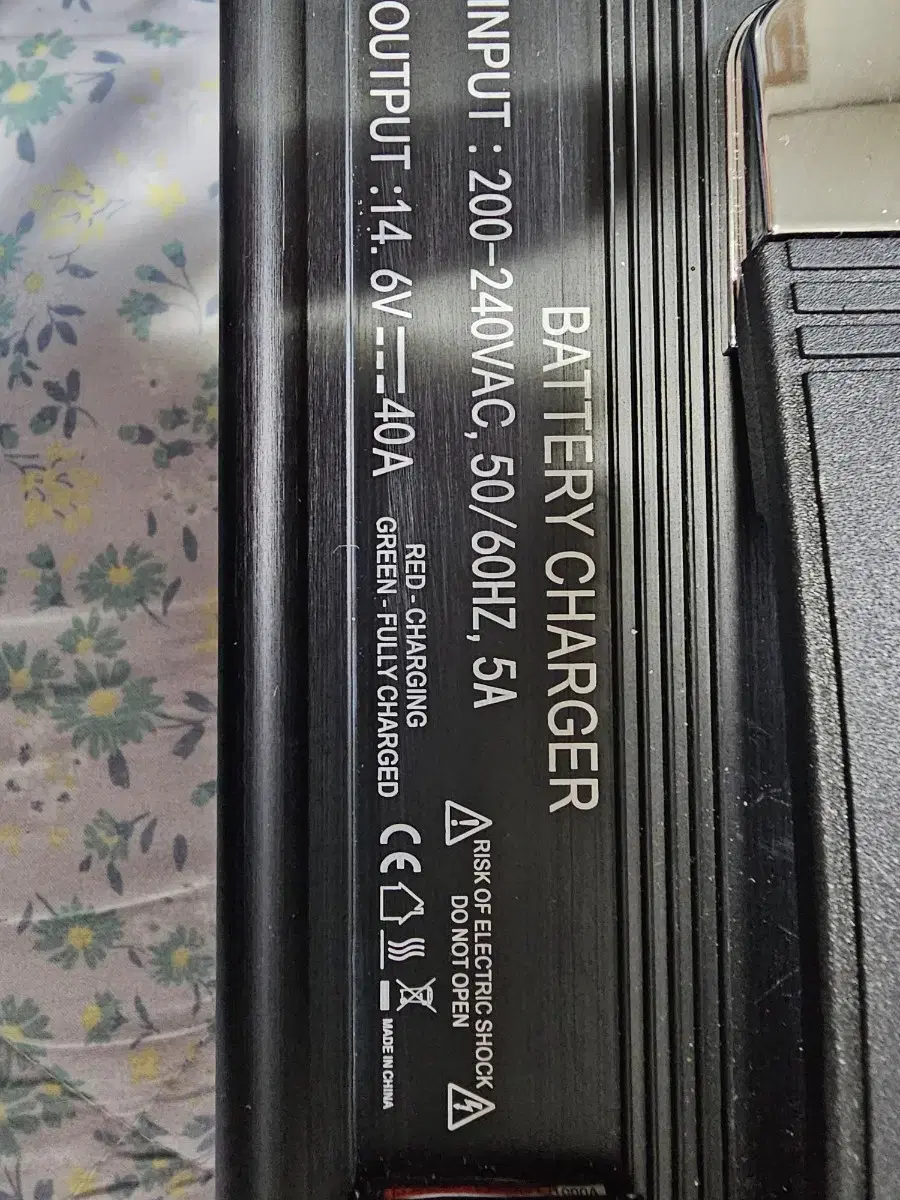 BATTERY CHARGER
INPUT : 200-240VAC, 50/60HZ, 5A
OUTPUT :14. 6V⎓40A
RED - CHARGING
GREEN - FULLY CHARGED
RISK OF ELECTRIC SHOCK
DO NOT OPEN
CE
MADE IN CHINA